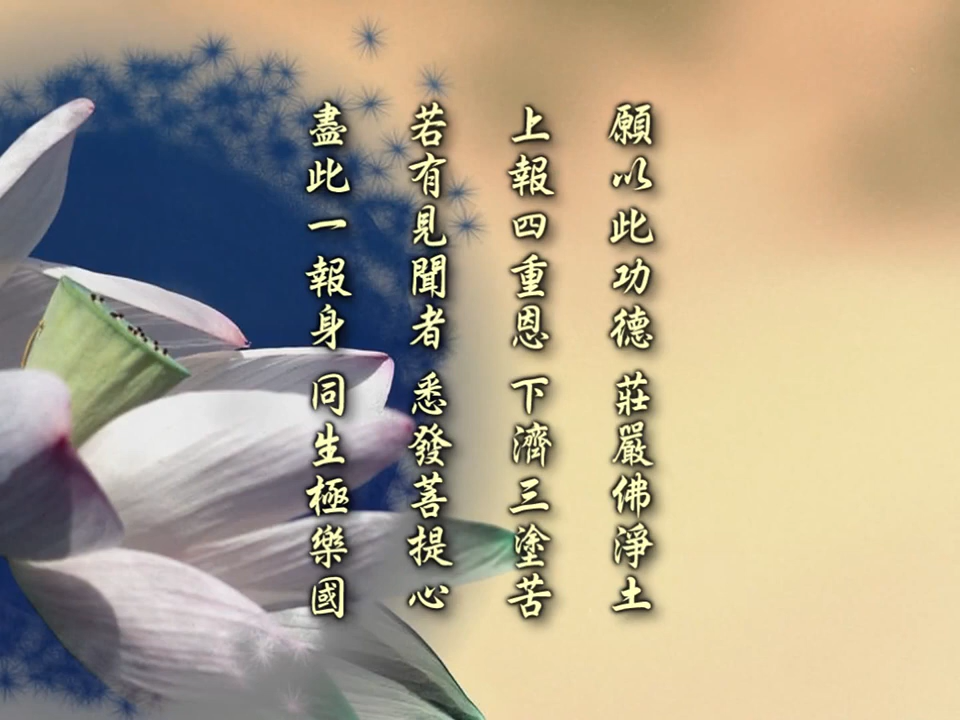 願以此功德 莊嚴佛淨土
上報四重恩 下濟三塗苦
若有見聞者 悉發菩提心
盡此一報身 同生極樂國